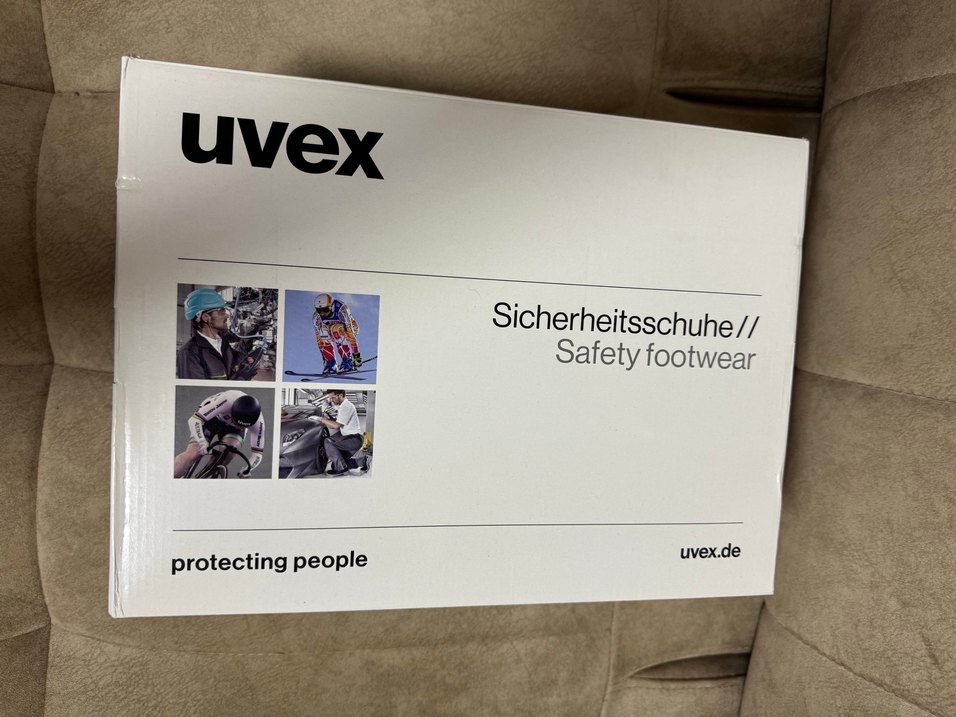 uvex
Sicherheitsschuhe//
Safety footwear
protecting people
uvex.de